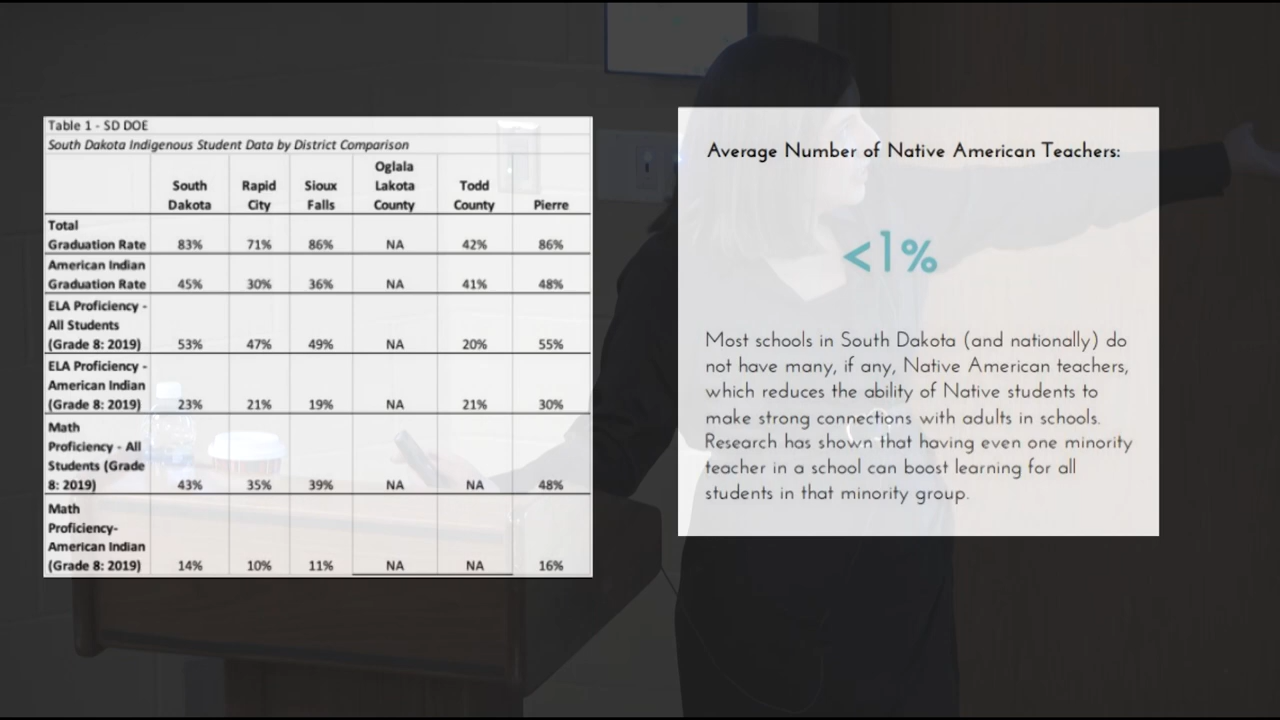 Table 1 - SD DOE
South Dakota Indigenous Student Data by District Comparison
South Dakota Rapid City Sioux Falls Oglala Lakota County Todd County Pierre
Total Graduation Rate 83% 71% 86% NA 42% 86%
American Indian Graduation Rate 45% 30% 36% NA 41% 48%
ELA Proficiency - All Students (Grade 8: 2019) 53% 47% 49% NA 20% 55%
ELA Proficiency - American Indian (Grade 8: 2019) 23% 21% 19% NA 21% 30%
Math Proficiency - All Students (Grade 8: 2019) 43% 35% 39% NA NA 48%
Math Proficiency- American Indian (Grade 8: 2019) 14% 10% 11% NA NA 16%
Average Number of Native American Teachers:
<1%
Most schools in South Dakota (and nationally) do
not have many, if any, Native American teachers,
which reduces the ability of Native students to
make strong connections with adults in schools.
Research has shown that having even one minority
teacher in a school can boost learning for all
students in that minority group.